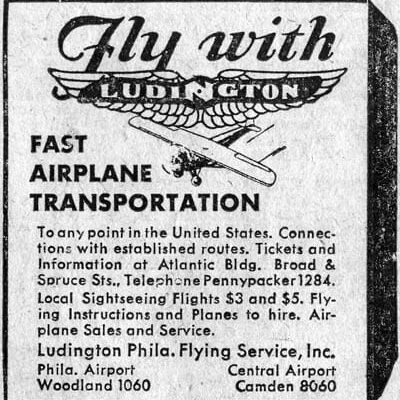 Fly with
LUDINGTON
FAST
AIRPLANE
TRANSPORTATION
To any point in the United States. Connec-
tions with established routes. Tickets and
Information at Atlantic Bldg. Broad &
Spruce Sts., Telephone Pennypacker 1284.
Local Sightseeing Flights $3 and $5. Fly-
ing Instructions and Planes to hire. Air-
plane Sales and Service.
Ludington Phila. Flying Service, Inc.
Phila. Airport Central Airport
Woodland 1060 Camden 8060